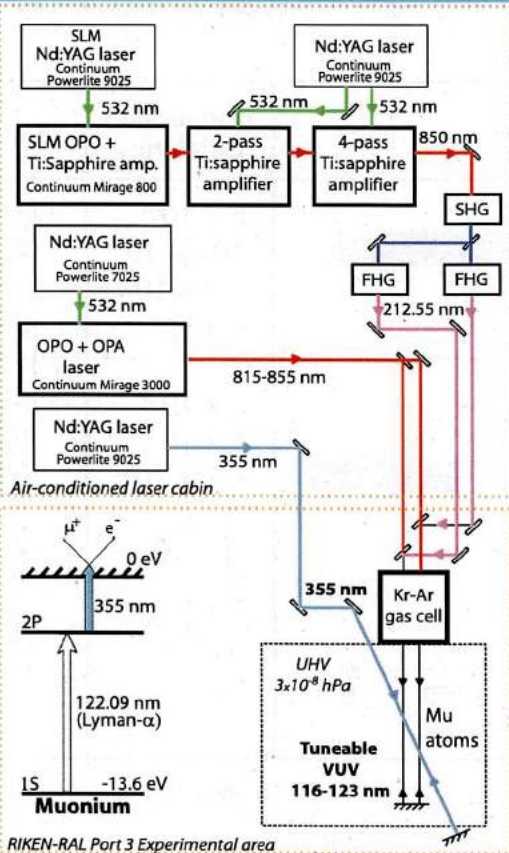 SLM
Nd:YAG laser
Continuum
Powerlite 9025
Nd:YAG laser
Continuum
Powerlite 9025
532 nm
532 nm
532 nm
SLM OPO +
Ti:Sapphire amp.
Continuum Mirage 800
2-pass
Ti:sapphire
amplifier
4-pass
Ti:sapphire
amplifier
850 nm
SHG
FHG
FHG
212.55 nm
Nd:YAG laser
Continuum
Powerlite 7025
532 nm
OPO + OPA
laser
Continuum Mirage 3000
815-855 nm
Nd:YAG laser
Continuum
Powerlite 9025
355 nm
Air-conditioned laser cabin
μ+ e-
0 eV
355 nm
2P
122.09 nm
(Lyman-α)
1S -13.6 eV
Muonium
355 nm
Kr-Ar
gas cell
UHV
3x10-8 hPa
Mu
atoms
Tuneable
VUV
116-123 nm
RIKEN-RAL Port 3 Experimental area